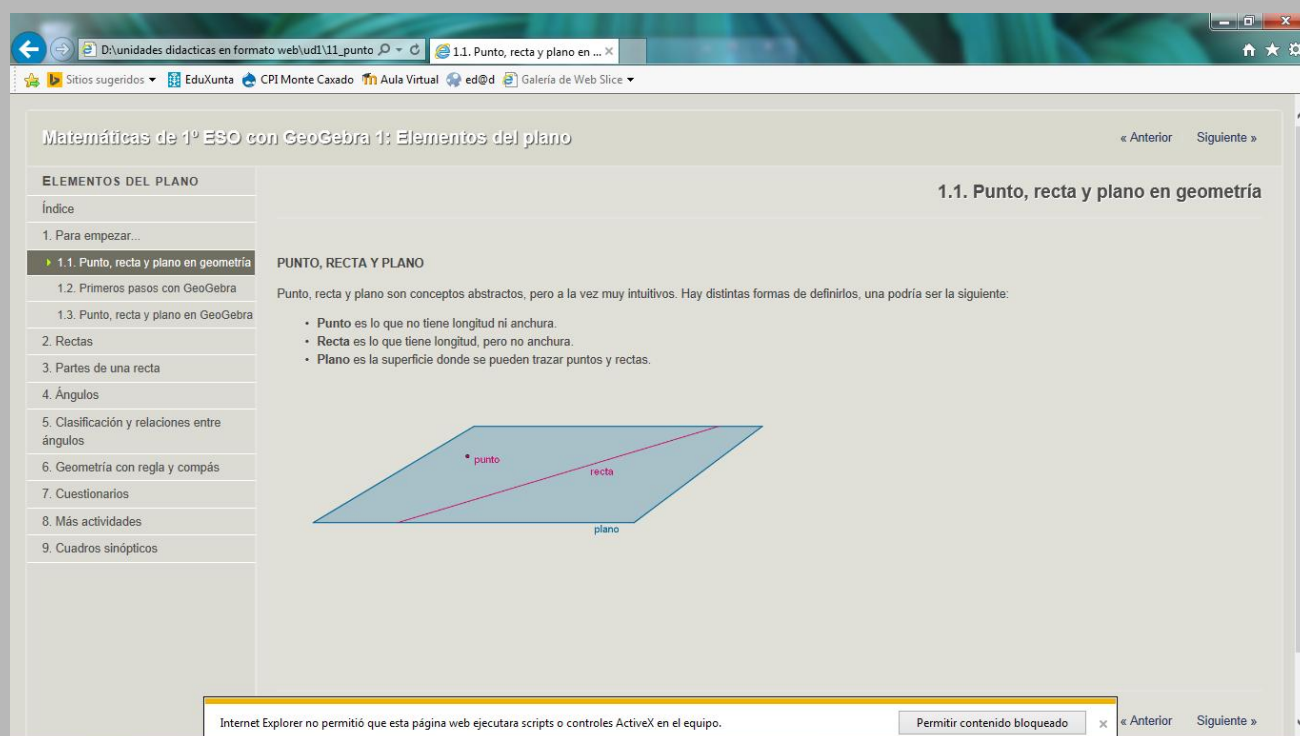 D:\unidades didacticas en formato web\ud1\11_punto
1.1. Punto, recta y plano en ...
Sitios sugeridos
EduXunta
CPI Monte Caxado
Aula Virtual
ed@d
Galería de Web Slice
Matemáticas de 1º ESO con GeoGebra 1: Elementos del plano
« Anterior
Siguiente »
ELEMENTOS DEL PLANO
Índice
1. Para empezar...
1.1. Punto, recta y plano en geometría
1.2. Primeros pasos con GeoGebra
1.3. Punto, recta y plano en GeoGebra
2. Rectas
3. Partes de una recta
4. Ángulos
5. Clasificación y relaciones entre
ángulos
6. Geometría con regla y compás
7. Cuestionarios
8. Más actividades
9. Cuadros sinópticos
1.1. Punto, recta y plano en geometría
PUNTO, RECTA Y PLANO
Punto, recta y plano son conceptos abstractos, pero a la vez muy intuitivos. Hay distintas formas de definirlos, una podría ser la siguiente:
• Punto es lo que no tiene longitud ni anchura.
• Recta es lo que tiene longitud, pero no anchura.
• Plano es la superficie donde se pueden trazar puntos y rectas.
punto
recta
plano
Internet Explorer no permitió que esta página web ejecutara scripts o controles ActiveX en el equipo.
Permitir contenido bloqueado
« Anterior
Siguiente »